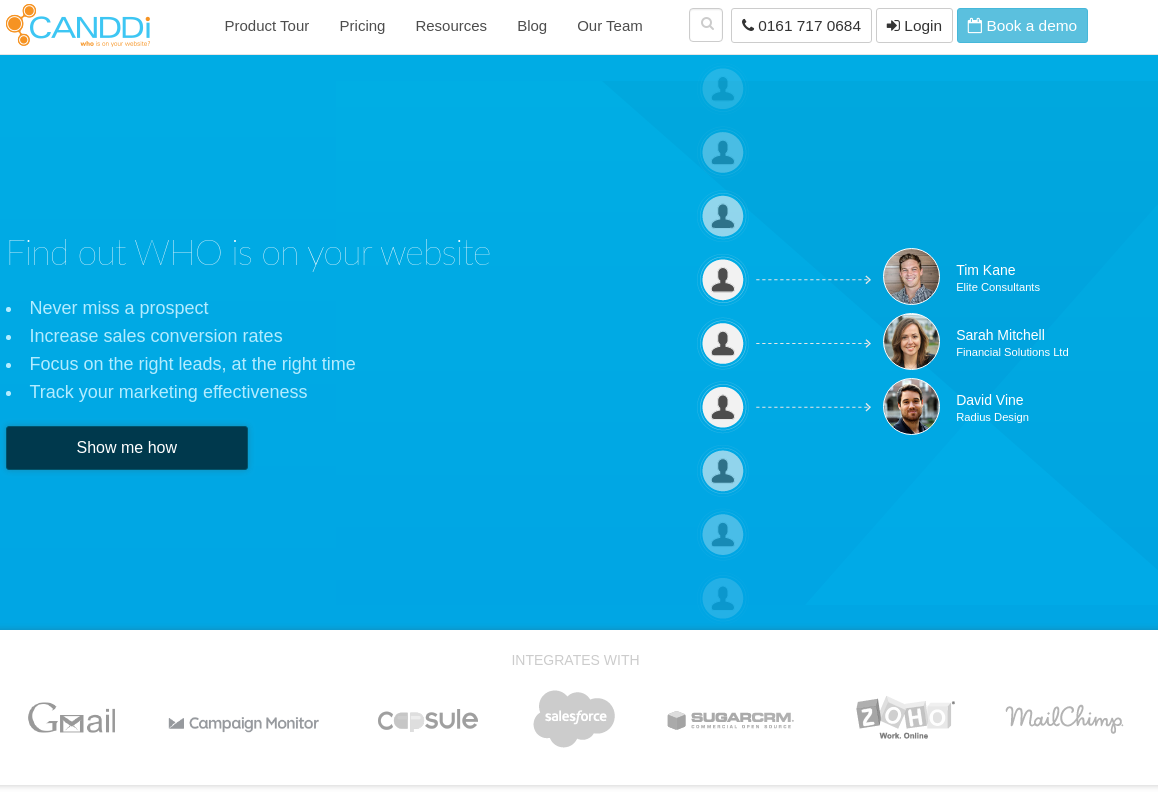 CANDDi
who is on your website?
Product Tour
Pricing
Resources
Blog
Our Team
0161 717 0684
Login
Book a demo
Find out WHO is on your website
Never miss a prospect
Increase sales conversion rates
Focus on the right leads, at the right time
Track your marketing effectiveness
Show me how
Tim Kane
Elite Consultants
Sarah Mitchell
Financial Solutions Ltd
David Vine
Radius Design
INTEGRATES WITH
Gmail
Campaign Monitor
capsule
salesforce
SUGARCRM.
COMMERCIAL OPEN SOURCE
ZOHO
Work. Online
MailChimp